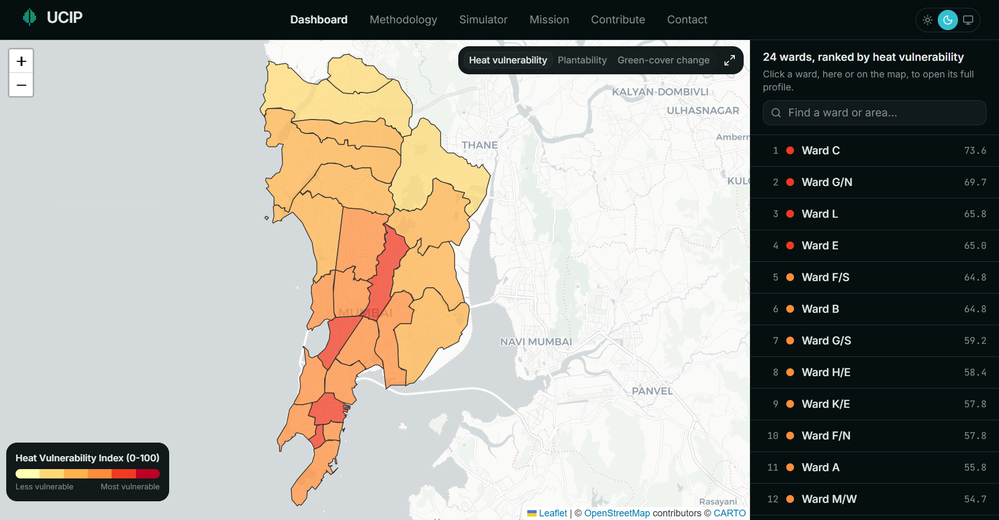 UCIP
Dashboard
Methodology
Simulator
Mission
Contribute
Contact
+
−
Heat vulnerability
Plantability
Green-cover change
KALYAN-DOMBIVLI
ULHASNAGAR
Ambern
THANE
KULG
MUMBAI
NAVI MUMBAI
PANVEL
Rasayani
Heat Vulnerability Index (0-100)
Less vulnerable
Most vulnerable
Leaflet | © OpenStreetMap contributors © CARTO
24 wards, ranked by heat vulnerability
Click a ward, here or on the map, to open its full
profile.
Find a ward or area...
1 Ward C 73.6
2 Ward G/N 69.7
3 Ward L 65.8
4 Ward E 65.0
5 Ward F/S 64.8
6 Ward B 64.8
7 Ward G/S 59.2
8 Ward H/E 58.4
9 Ward K/E 57.8
10 Ward F/N 57.8
11 Ward A 55.8
12 Ward M/W 54.7